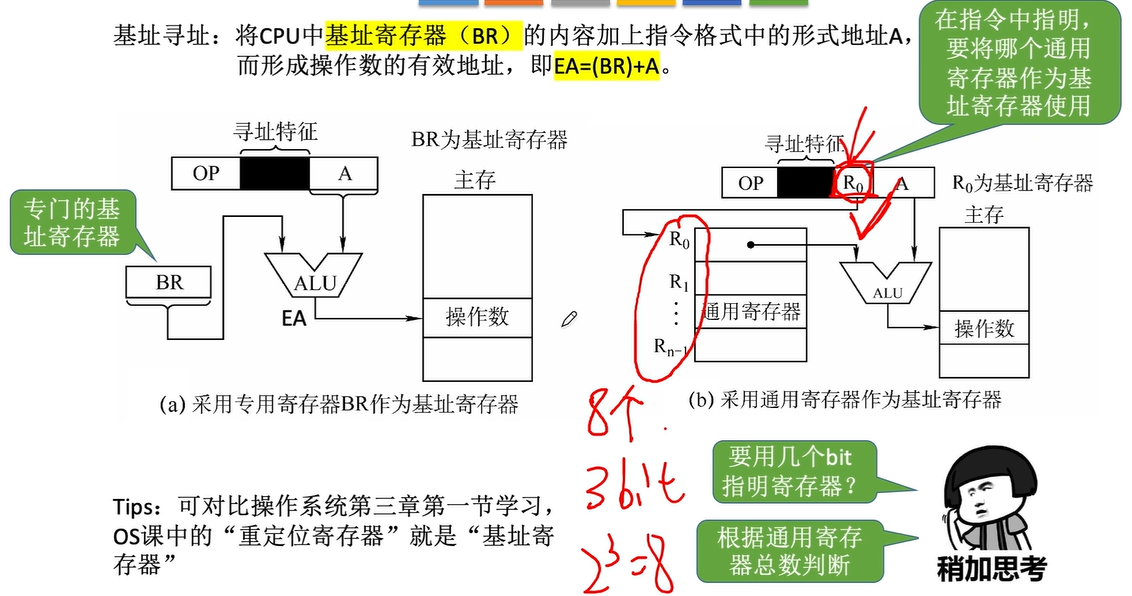 基址寻址：将CPU中基址寄存器（BR）的内容加上指令格式中的形式地址A，
而形成操作数的有效地址，即EA=(BR)+A。
在指令中指明，
要将哪个通用
寄存器作为基
址寄存器使用
寻址特征
BR为基址寄存器
OP
A
主存
专门的基
址寄存器
BR
ALU
EA
操作数
(a) 采用专用寄存器BR作为基址寄存器
寻址特征
OP
R₀
A
R₀为基址寄存器
主存
R₀
R₁
⋮
通用寄存器
Rₙ₋₁
ALU
操作数
(b) 采用通用寄存器作为基址寄存器
8个.
3bit
2³=8
要用几个bit
指明寄存器？
根据通用寄存
器总数判断
稍加思考
Tips：可对比操作系统第三章第一节学习，
OS课中的“重定位寄存器”就是“基址寄
存器”